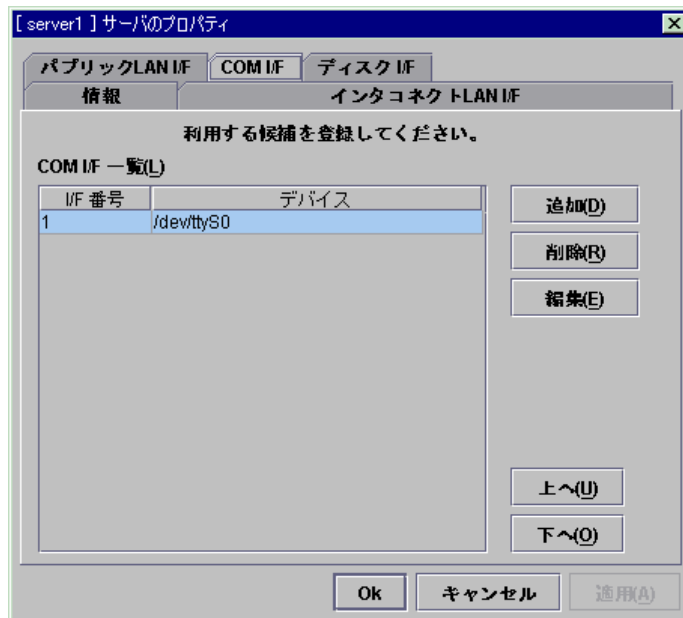 [ server1 ] サーバのプロパティ
パブリックLAN I/F COM I/F ディスク I/F
情報 インタコネクトLAN I/F
利用する候補を登録してください。
COM I/F 一覧(L)
I/F 番号 デバイス
1 /dev/ttyS0
追加(D)
削除(R)
編集(E)
上へ(U)
下へ(O)
Ok キャンセル 適用(A)